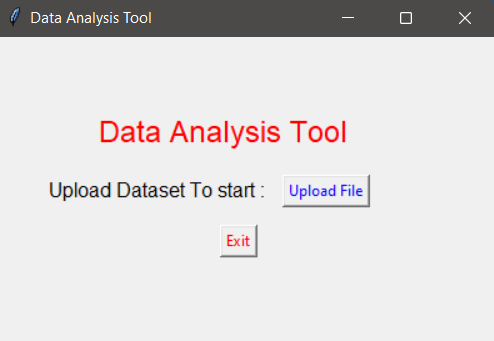 Data Analysis Tool
Data Analysis Tool
Upload Dataset To start : Upload File
Exit